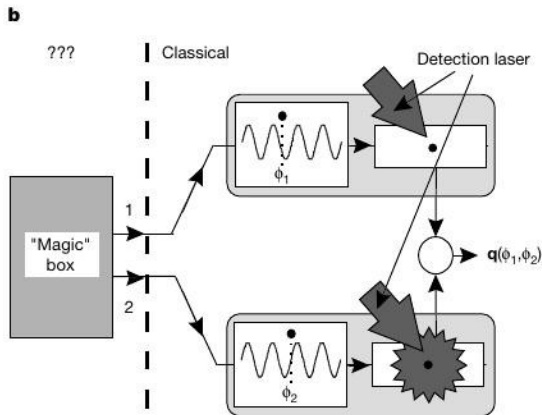 b
??? Classical
Detection laser
ϕ1
1
"Magic"
box
q(ϕ1,ϕ2)
2
ϕ2